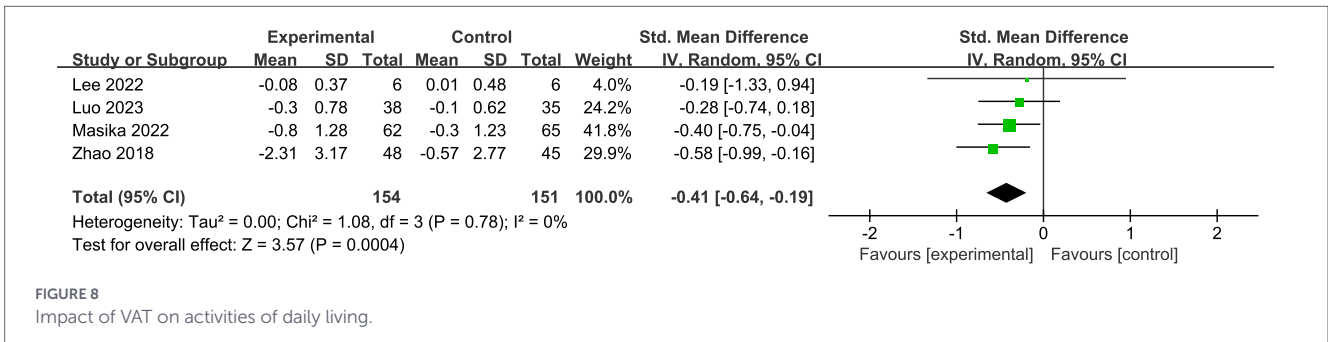 Experimental Control Std. Mean Difference Std. Mean Difference
Study or Subgroup Mean SD Total Mean SD Total Weight IV, Random, 95% CI IV, Random, 95% CI
Lee 2022 -0.08 0.37 6 0.01 0.48 6 4.0% -0.19 [-1.33, 0.94]
Luo 2023 -0.3 0.78 38 -0.1 0.62 35 24.2% -0.28 [-0.74, 0.18]
Masika 2022 -0.8 1.28 62 -0.3 1.23 65 41.8% -0.40 [-0.75, -0.04]
Zhao 2018 -2.31 3.17 48 -0.57 2.77 45 29.9% -0.58 [-0.99, -0.16]
Total (95% CI) 154 151 100.0% -0.41 [-0.64, -0.19]
Heterogeneity: Tau² = 0.00; Chi² = 1.08, df = 3 (P = 0.78); I² = 0%
Test for overall effect: Z = 3.57 (P = 0.0004)
-2 -1 0 1 2
Favours [experimental] Favours [control]
FIGURE 8
Impact of VAT on activities of daily living.